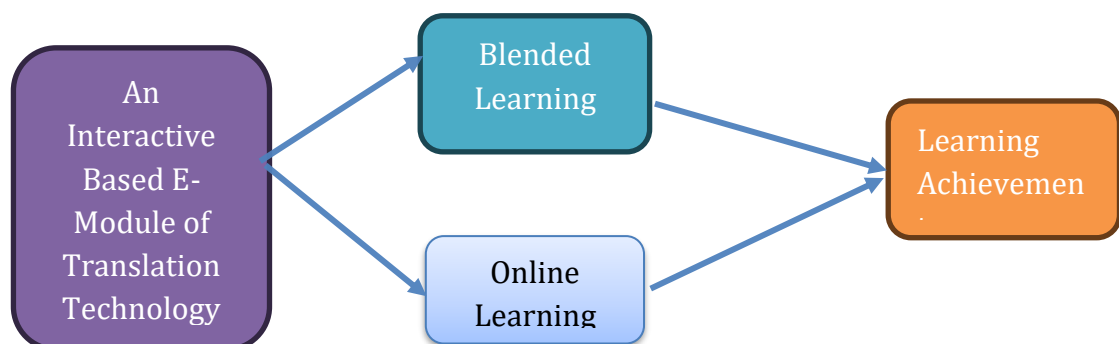 An
Interactive
Based E-
Module of
Translation
Technology
Blended
Learning
Online
Learning
Learning
Achievemen